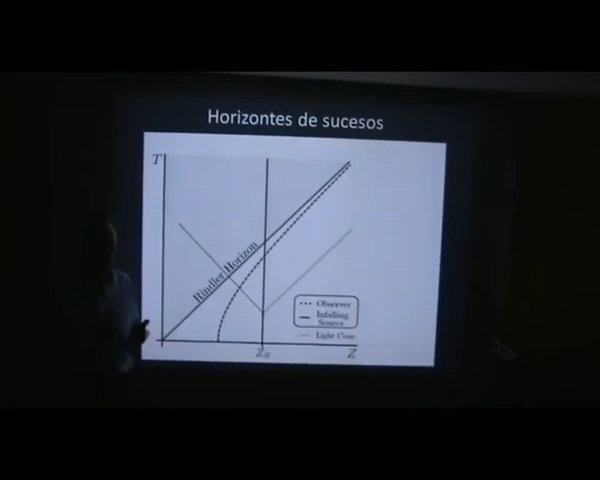 Horizontes de sucesos
T
Rindler Horizon
Observer
Infalling
Source
Light Cone
Z_S
Z